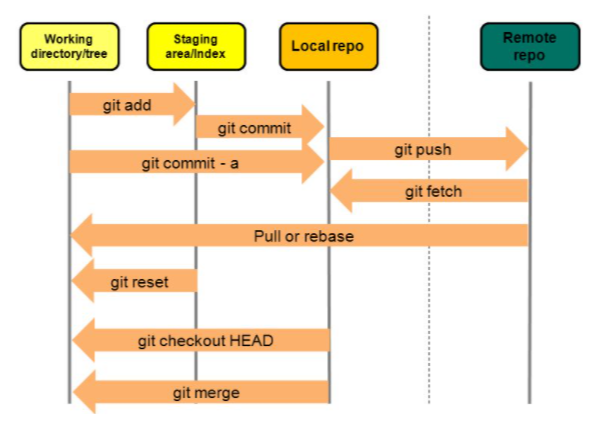 Working
directory/tree
Staging
area/Index
Local repo
Remote
repo
git add
git commit
git push
git commit - a
git fetch
Pull or rebase
git reset
git checkout HEAD
git merge